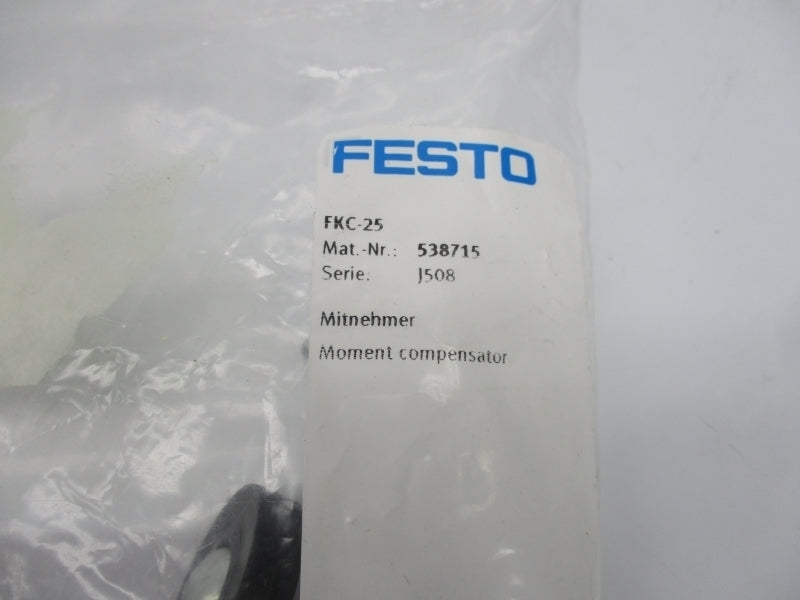 FESTO
FKC-25
Mat.-Nr.: 538715
Serie: J508
Mitnehmer
Moment compensator